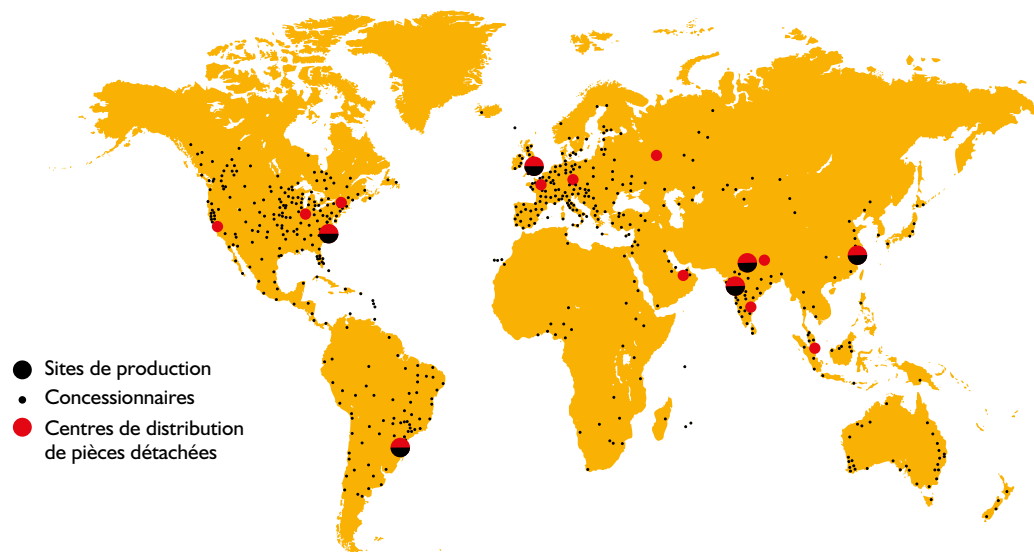 Sites de production
Concessionnaires
Centres de distribution
de pièces détachées